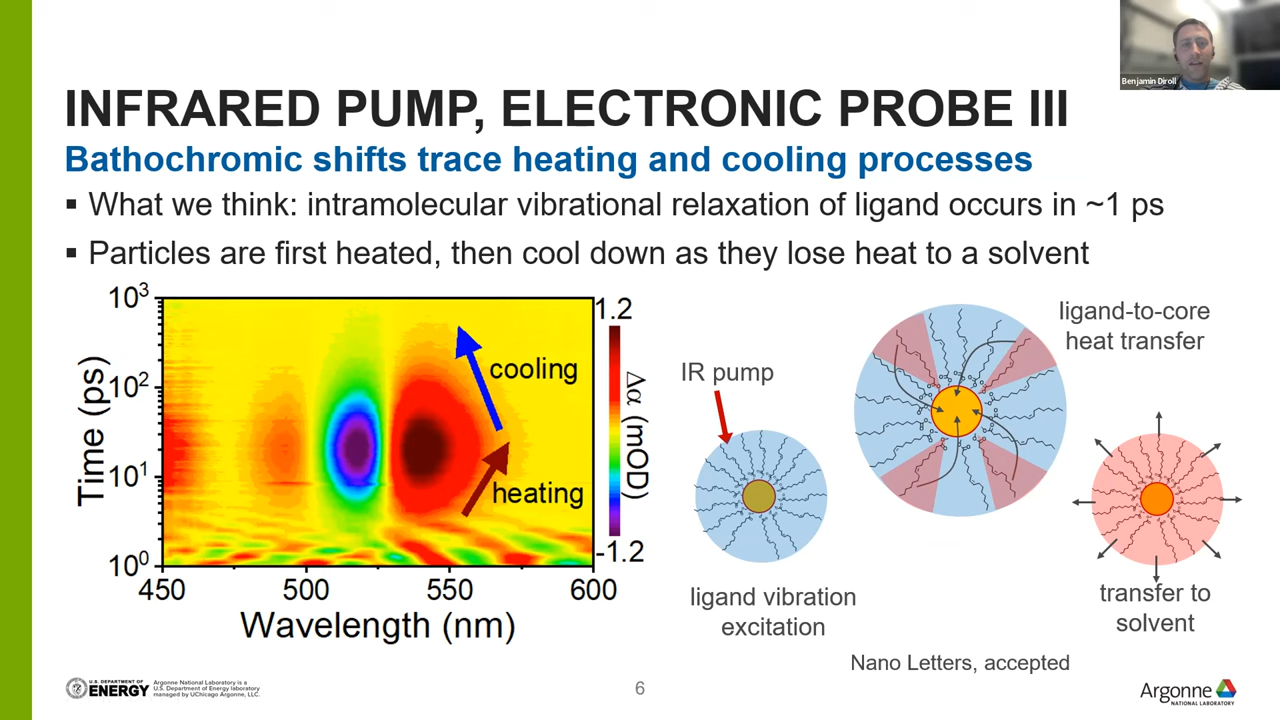 Benjamin Diroll
INFRARED PUMP, ELECTRONIC PROBE III
Bathochromic shifts trace heating and cooling processes
▪ What we think: intramolecular vibrational relaxation of ligand occurs in ~1 ps
▪ Particles are first heated, then cool down as they lose heat to a solvent
10³
10²
10¹
10⁰
Time (ps)
450
500
550
600
Wavelength (nm)
cooling
heating
1.2
-1.2
Δα (mOD)
IR pump
ligand vibration
excitation
ligand-to-core
heat transfer
transfer to
solvent
Nano Letters, accepted
U.S. DEPARTMENT OF
ENERGY
Argonne National Laboratory is a
U.S. Department of Energy laboratory
managed by UChicago Argonne, LLC.
6
Argonne
NATIONAL LABORATORY